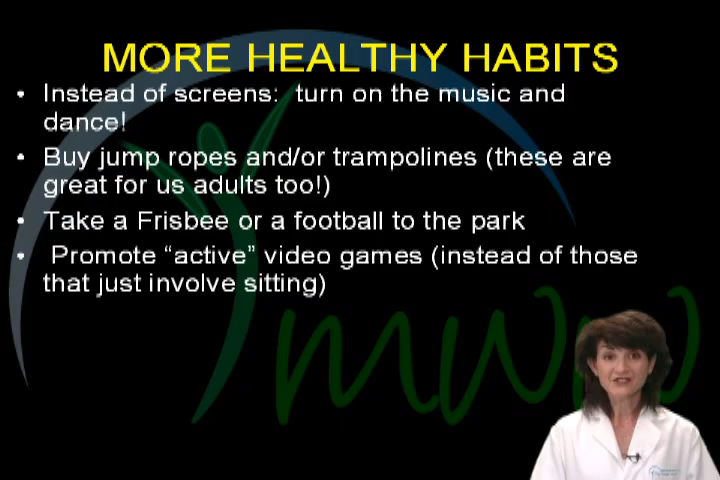 MORE HEALTHY HABITS
• Instead of screens:  turn on the music and
dance!
• Buy jump ropes and/or trampolines (these are
great for us adults too!)
• Take a Frisbee or a football to the park
•  Promote “active” video games (instead of those
that just involve sitting)
mww